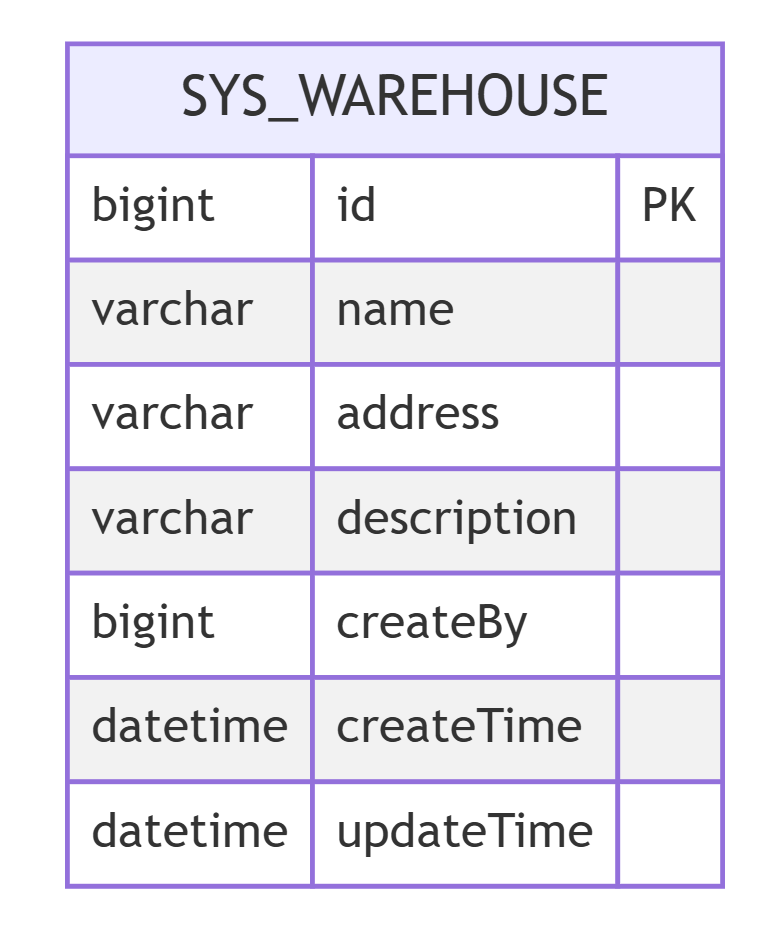 SYS_WAREHOUSE
bigint id PK
varchar name
varchar address
varchar description
bigint createBy
datetime createTime
datetime updateTime